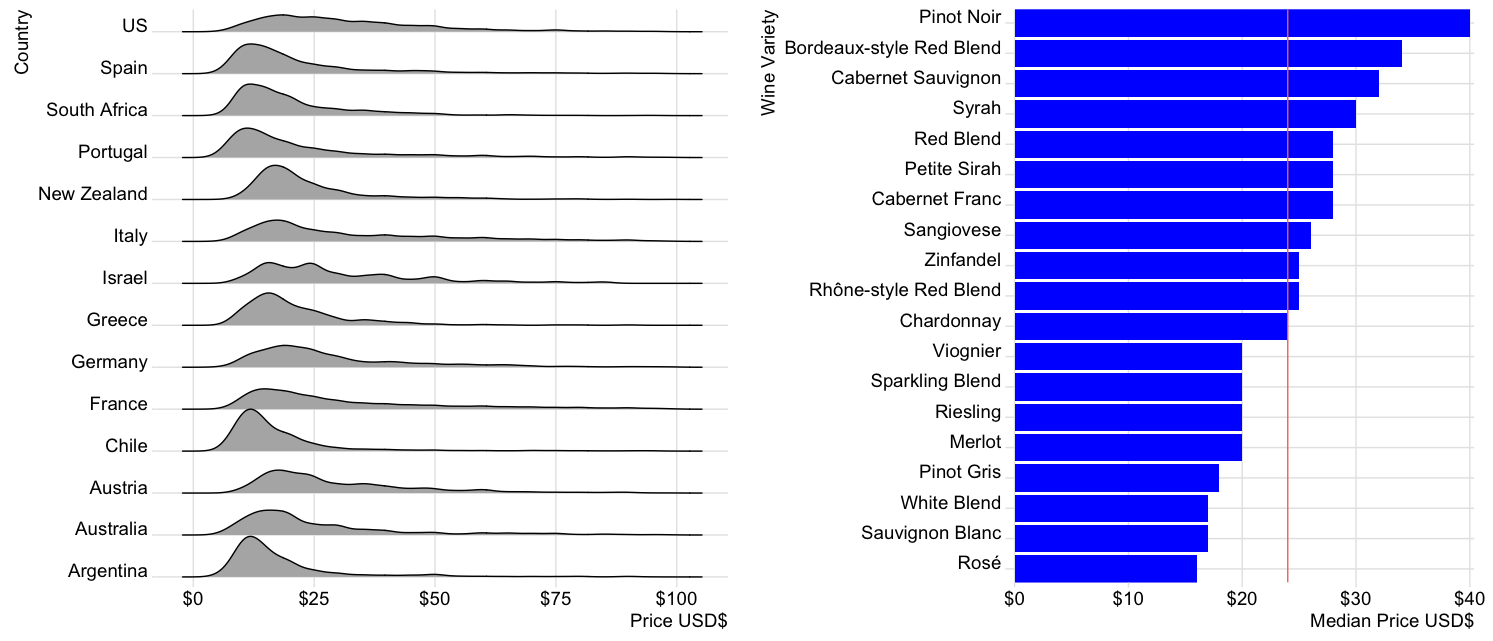 Country
US
Spain
South Africa
Portugal
New Zealand
Italy
Israel
Greece
Germany
France
Chile
Austria
Australia
Argentina
$0 $25 $50 $75 $100
Price USD$
Wine Variety
Pinot Noir
Bordeaux-style Red Blend
Cabernet Sauvignon
Syrah
Red Blend
Petite Sirah
Cabernet Franc
Sangiovese
Zinfandel
Rhône-style Red Blend
Chardonnay
Viognier
Sparkling Blend
Riesling
Merlot
Pinot Gris
White Blend
Sauvignon Blanc
Rosé
$0 $10 $20 $30 $40
Median Price USD$